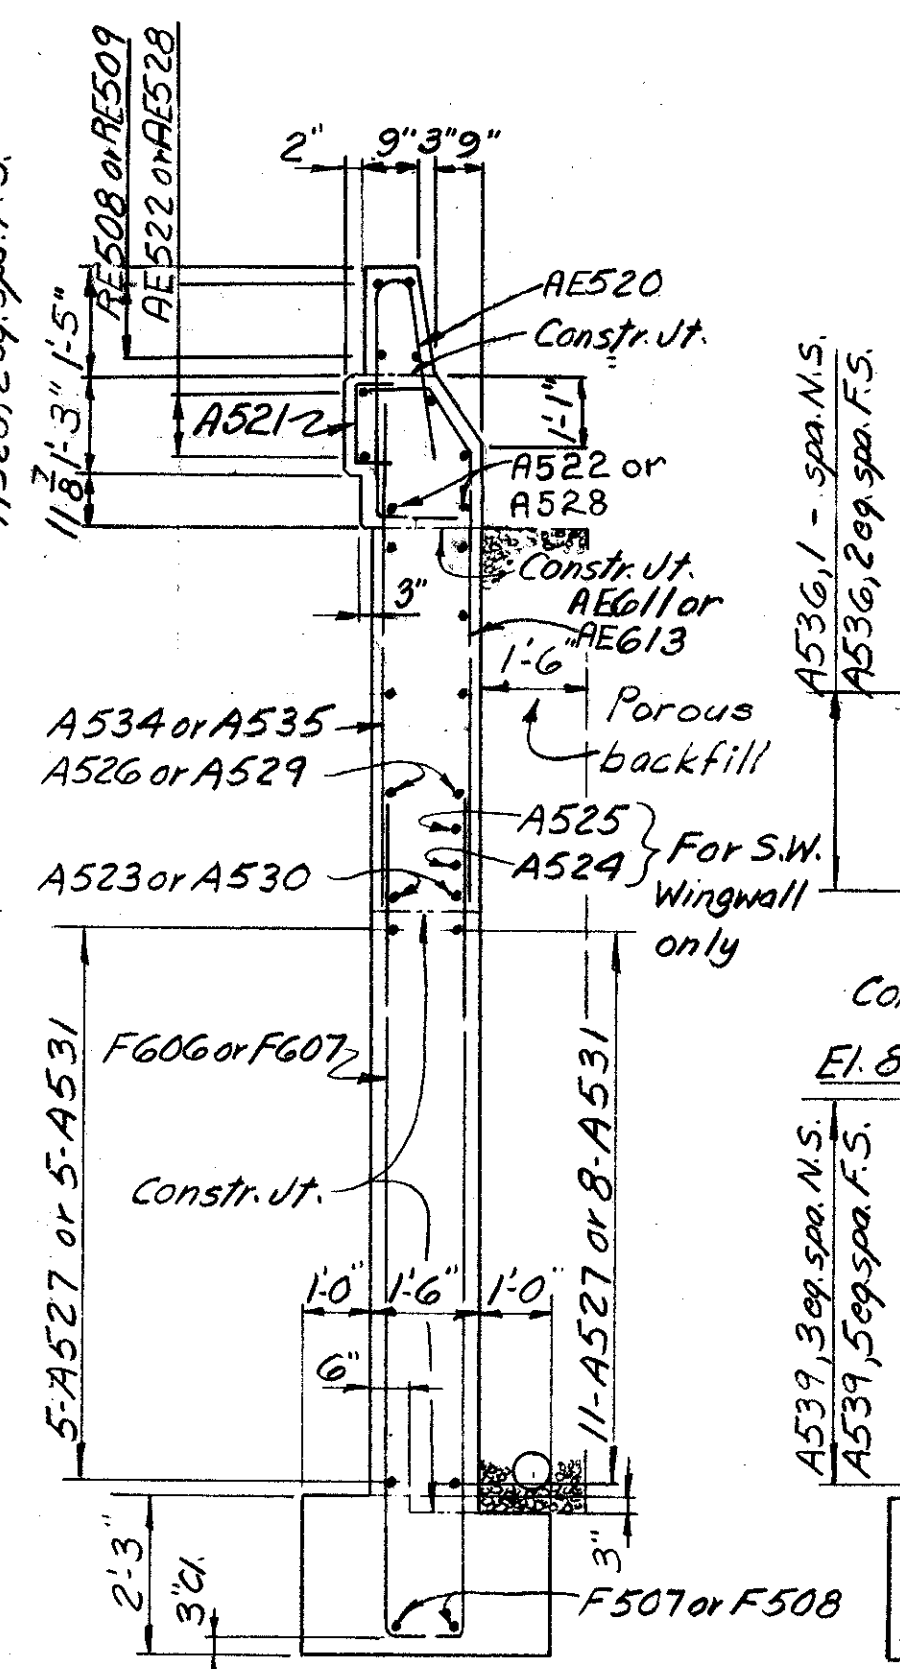 RE508 or RE509
AE522 or AE528
2"
9"
3"
9"
1'-5"
1'-3"
11 7/8
AE520
Constr. Jt.
A521
1'-1"
A522 or
A528
Constr. Jt.
3"
AE611 or
AE613
1'-6"
Porous
backfill
A534 or A535
A526 or A529
A525
A524
For S.W.
Wingwall
only
A523 or A530
A536, 1 - spa. N.S.
A536, 2 eq. spa. F.S.
5-A527 or 5-A531
F606 or F607
11-A527 or 8-A531
Constr. Jt.
1'-0"
1'-6"
1'-0"
6"
El. 8
A539, 3 eq. spa. N.S.
A539, 5 eq. spa. F.S.
2'-3"
3" Cl.
3"
F507 or F508